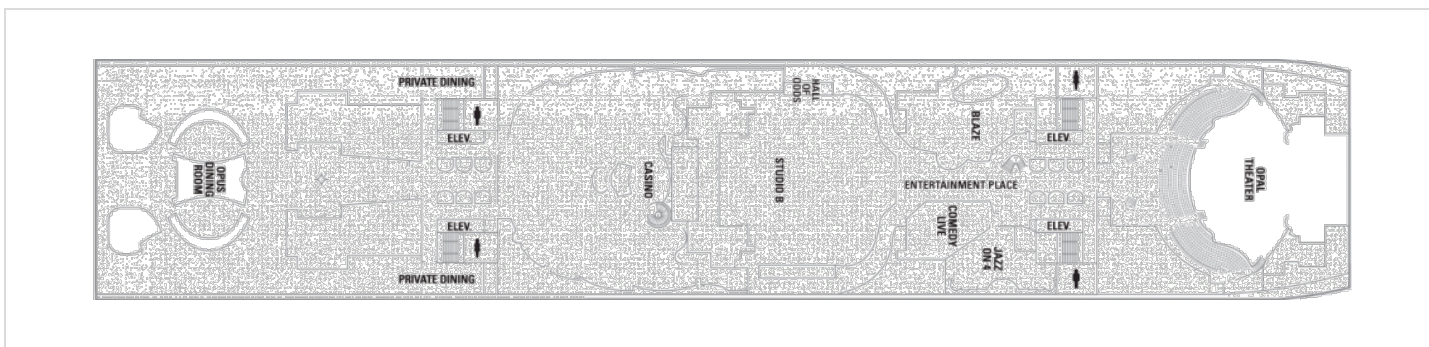 PRIVATE DINING
ELEV.
OPUS
DINING
ROOM
ELEV.
PRIVATE DINING
CASINO
STUDIO B
HALL
OF
ODDS
BLAZE
ENTERTAINMENT PLACE
COMEDY
LIVE
JAZZ
ON 4
ELEV.
ELEV.
OPAL
THEATER